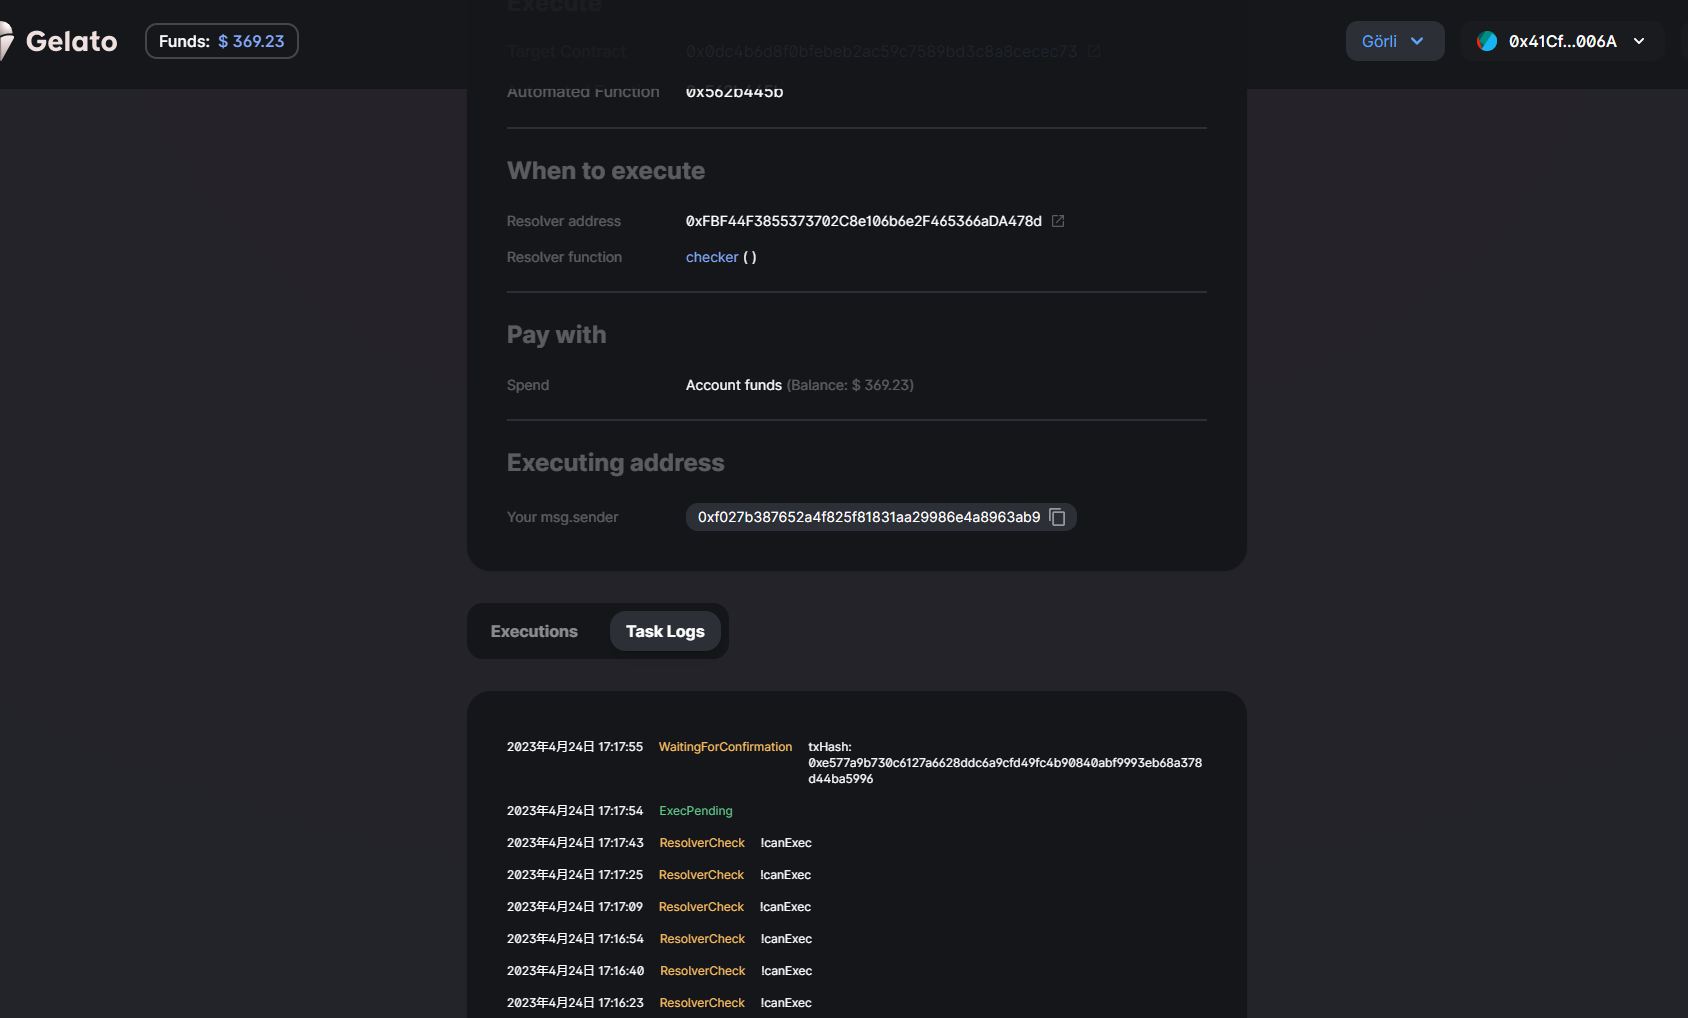 Gelato
Funds: $ 369.23
Görli
0x41Cf...006A
Execute
Target Contract 0x0dc4b6d8f0bfebeb2ac59c7589bd3c8a8cecec73
Automated Function 0x562b445b
When to execute
Resolver address 0xFBF44F3855373702C8e106b6e2F465366aDA478d
Resolver function checker ( )
Pay with
Spend Account funds (Balance: $ 369.23)
Executing address
Your msg.sender 0xf027b387652a4f825f81831aa29986e4a8963ab9
Executions Task Logs
2023年4月24日 17:17:55 WaitingForConfirmation txHash:
0xe577a9b730c6127a6628ddc6a9cfd49fc4b90840abf9993eb68a378
d44ba5996
2023年4月24日 17:17:54 ExecPending
2023年4月24日 17:17:43 ResolverCheck !canExec
2023年4月24日 17:17:25 ResolverCheck !canExec
2023年4月24日 17:17:09 ResolverCheck !canExec
2023年4月24日 17:16:54 ResolverCheck !canExec
2023年4月24日 17:16:40 ResolverCheck !canExec
2023年4月24日 17:16:23 ResolverCheck !canExec